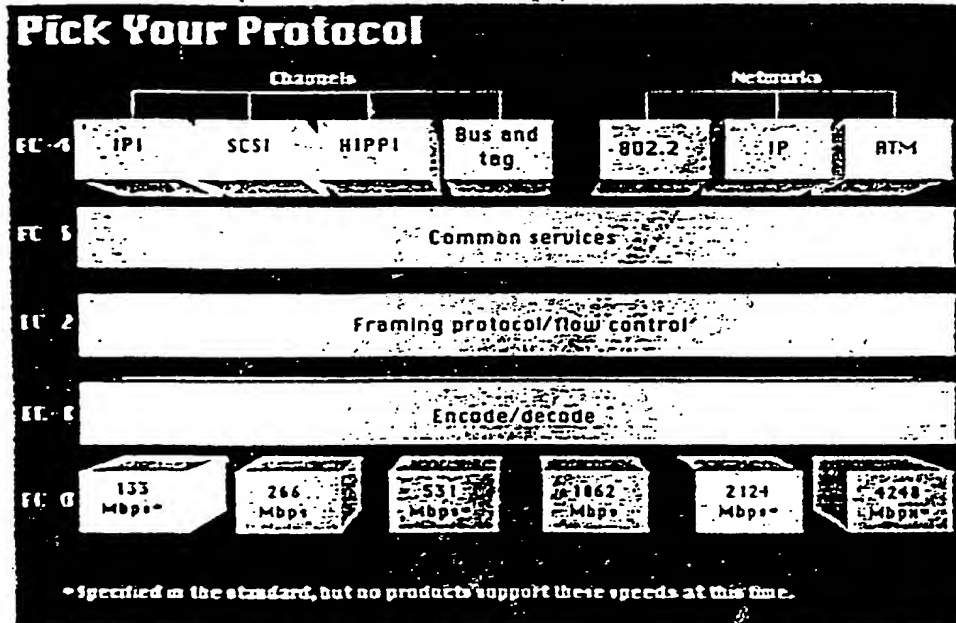 Pick Your Protocol
Channels
Networks
FC-4
IPI
SCSI
HIPPI
Bus and
tag
802.2
IP
ATM
FC 3
Common services
FC 2
Framing protocol/flow control
FC-1
Encode/decode
FC 0
133
Mbps*
266
Mbps
531
Mbps*
1062
Mbps
2124
Mbps*
4248
Mbps*
*Specified in the standard, but no products support these speeds at this time.